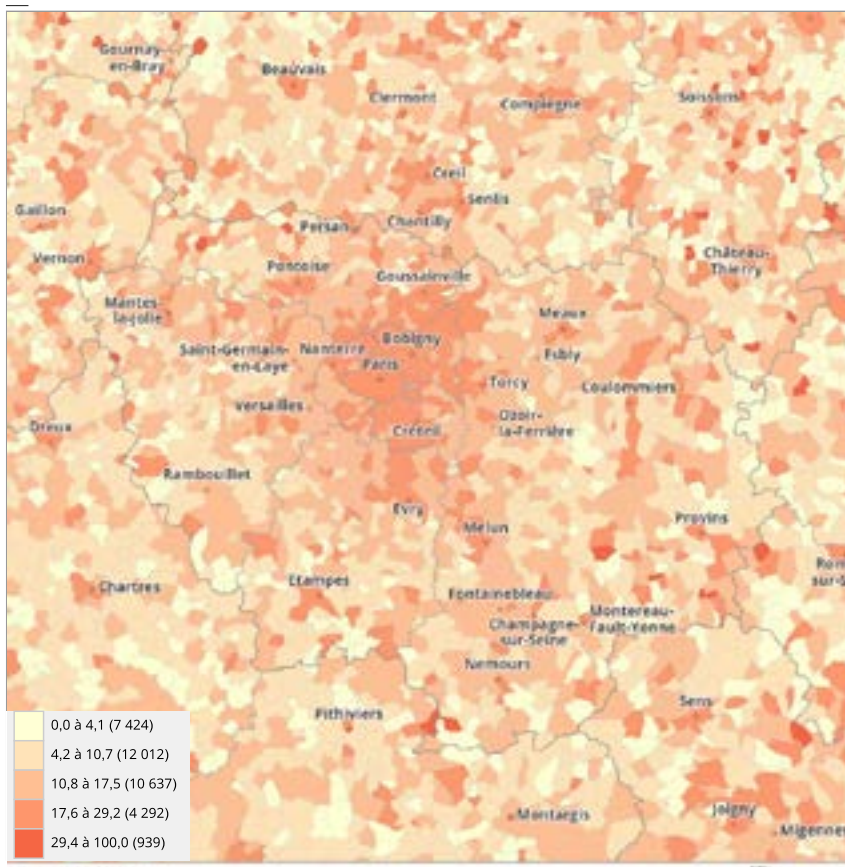 Gournay-
en-Bray
Beauvais
Clermont
Compiègne
Soissons
Creil
Senlis
Gaillon
Persan
Chantilly
Vernon
Pontoise
Goussainville
Château-
Thierry
Mantes-
la-Jolie
Meaux
Bobigny
Saint-Germain-
en-Laye
Nanterre
Paris
Esbly
Torcy
Coulommiers
Versailles
Ozoir-
la-Ferrière
Dreux
Créteil
Rambouillet
Evry
Melun
Provins
Rom
sur-S
Chartres
Etampes
Fontainebleau
Montereau-
Fault-Yonne
Champagne-
sur-Seine
Nemours
Sens
Pithiviers
0,0 à 4,1 (7 424)
4,2 à 10,7 (12 012)
10,8 à 17,5 (10 637)
17,6 à 29,2 (4 292)
29,4 à 100,0 (939)
Montargis
Joigny
Migennes